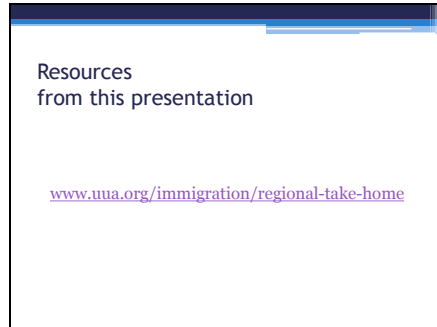 Resources
from this presentation
www.uua.org/immigration/regional-take-home